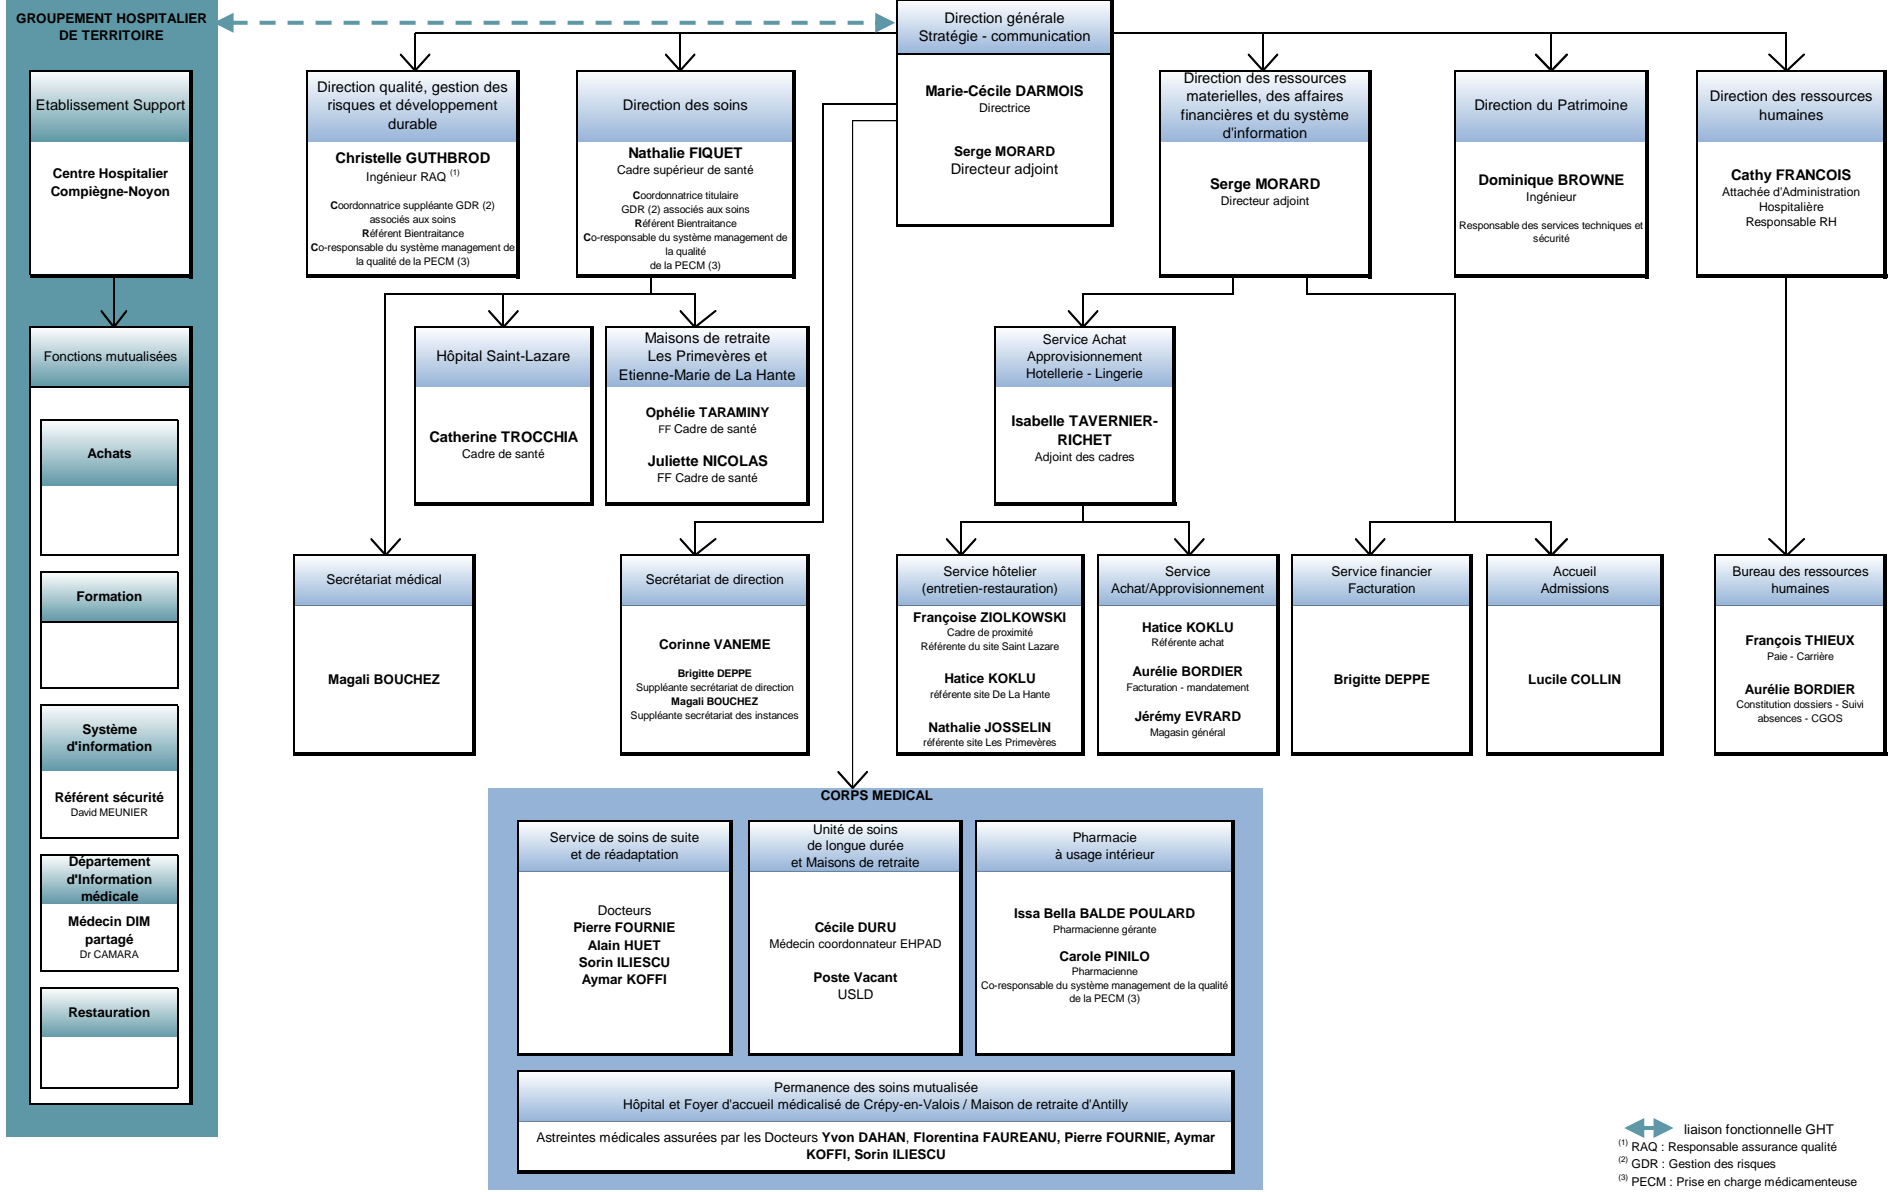 GROUPEMENT HOSPITALIER
DE TERRITOIRE
Etablissement Support
Centre Hospitalier
Compiègne-Noyon
Fonctions mutualisées
Achats
Formation
Système
d'information
Référent sécurité
David MEUNIER
Département
d'Information
médicale
Médecin DIM
partagé
Dr CAMARA
Restauration
Direction générale
Stratégie - communication
Marie-Cécile DARMOIS
Directrice
Serge MORARD
Directeur adjoint
Direction qualité, gestion des
risques et développement
durable
Christelle GUTHBROD
Ingénieur RAQ (1)
Coordonnatrice suppléante GDR (2)
associés aux soins
Référent Bientraitance
Co-responsable du système management de
la qualité de la PECM (3)
Direction des soins
Nathalie FIQUET
Cadre supérieur de santé
Coordonnatrice titulaire
GDR (2) associés aux soins
Référent Bientraitance
Co-responsable du système management de
la qualité
de la PECM (3)
Direction des ressources
materielles, des affaires
financières et du système
d'information
Serge MORARD
Directeur adjoint
Direction du Patrimoine
Dominique BROWNE
Ingénieur
Responsable des services techniques et
sécurité
Direction des ressources
humaines
Cathy FRANCOIS
Attachée d'Administration
Hospitalière
Responsable RH
Hôpital Saint-Lazare
Catherine TROCCHIA
Cadre de santé
Maisons de retraite
Les Primevères et
Etienne-Marie de La Hante
Ophélie TARAMINY
FF Cadre de santé
Juliette NICOLAS
FF Cadre de santé
Service Achat
Approvisionnement
Hotellerie - Lingerie
Isabelle TAVERNIER-
RICHET
Adjoint des cadres
Secrétariat médical
Magali BOUCHEZ
Secrétariat de direction
Corinne VANEME
Brigitte DEPPE
Suppléante secrétariat de direction
Magali BOUCHEZ
Suppléante secrétariat des instances
Service hôtelier
(entretien-restauration)
Françoise ZIOLKOWSKI
Cadre de proximité
Référente du site Saint Lazare
Hatice KOKLU
référente site De La Hante
Nathalie JOSSELIN
référente site Les Primevères
Service
Achat/Approvisionnement
Hatice KOKLU
Référente achat
Aurélie BORDIER
Facturation - mandatement
Jérémy EVRARD
Magasin général
Service financier
Facturation
Brigitte DEPPE
Accueil
Admissions
Lucile COLLIN
Bureau des ressources
humaines
François THIEUX
Paie - Carrière
Aurélie BORDIER
Constitution dossiers - Suivi
absences - CGOS
CORPS MEDICAL
Service de soins de suite
et de réadaptation
Docteurs
Pierre FOURNIE
Alain HUET
Sorin ILIESCU
Aymar KOFFI
Unité de soins
de longue durée
et Maisons de retraite
Cécile DURU
Médecin coordonnateur EHPAD
Poste Vacant
USLD
Pharmacie
à usage intérieur
Issa Bella BALDE POULARD
Pharmacienne gérante
Carole PINILO
Pharmacienne
Co-responsable du système management de la qualité
de la PECM (3)
Permanence des soins mutualisée
Hôpital et Foyer d'accueil médicalisé de Crépy-en-Valois / Maison de retraite d'Antilly
Astreintes médicales assurées par les Docteurs Yvon DAHAN, Florentina FAUREANU, Pierre FOURNIE, Aymar
KOFFI, Sorin ILIESCU
liaison fonctionnelle GHT
(1) RAQ : Responsable assurance qualité
(2) GDR : Gestion des risques
(3) PECM : Prise en charge médicamenteuse